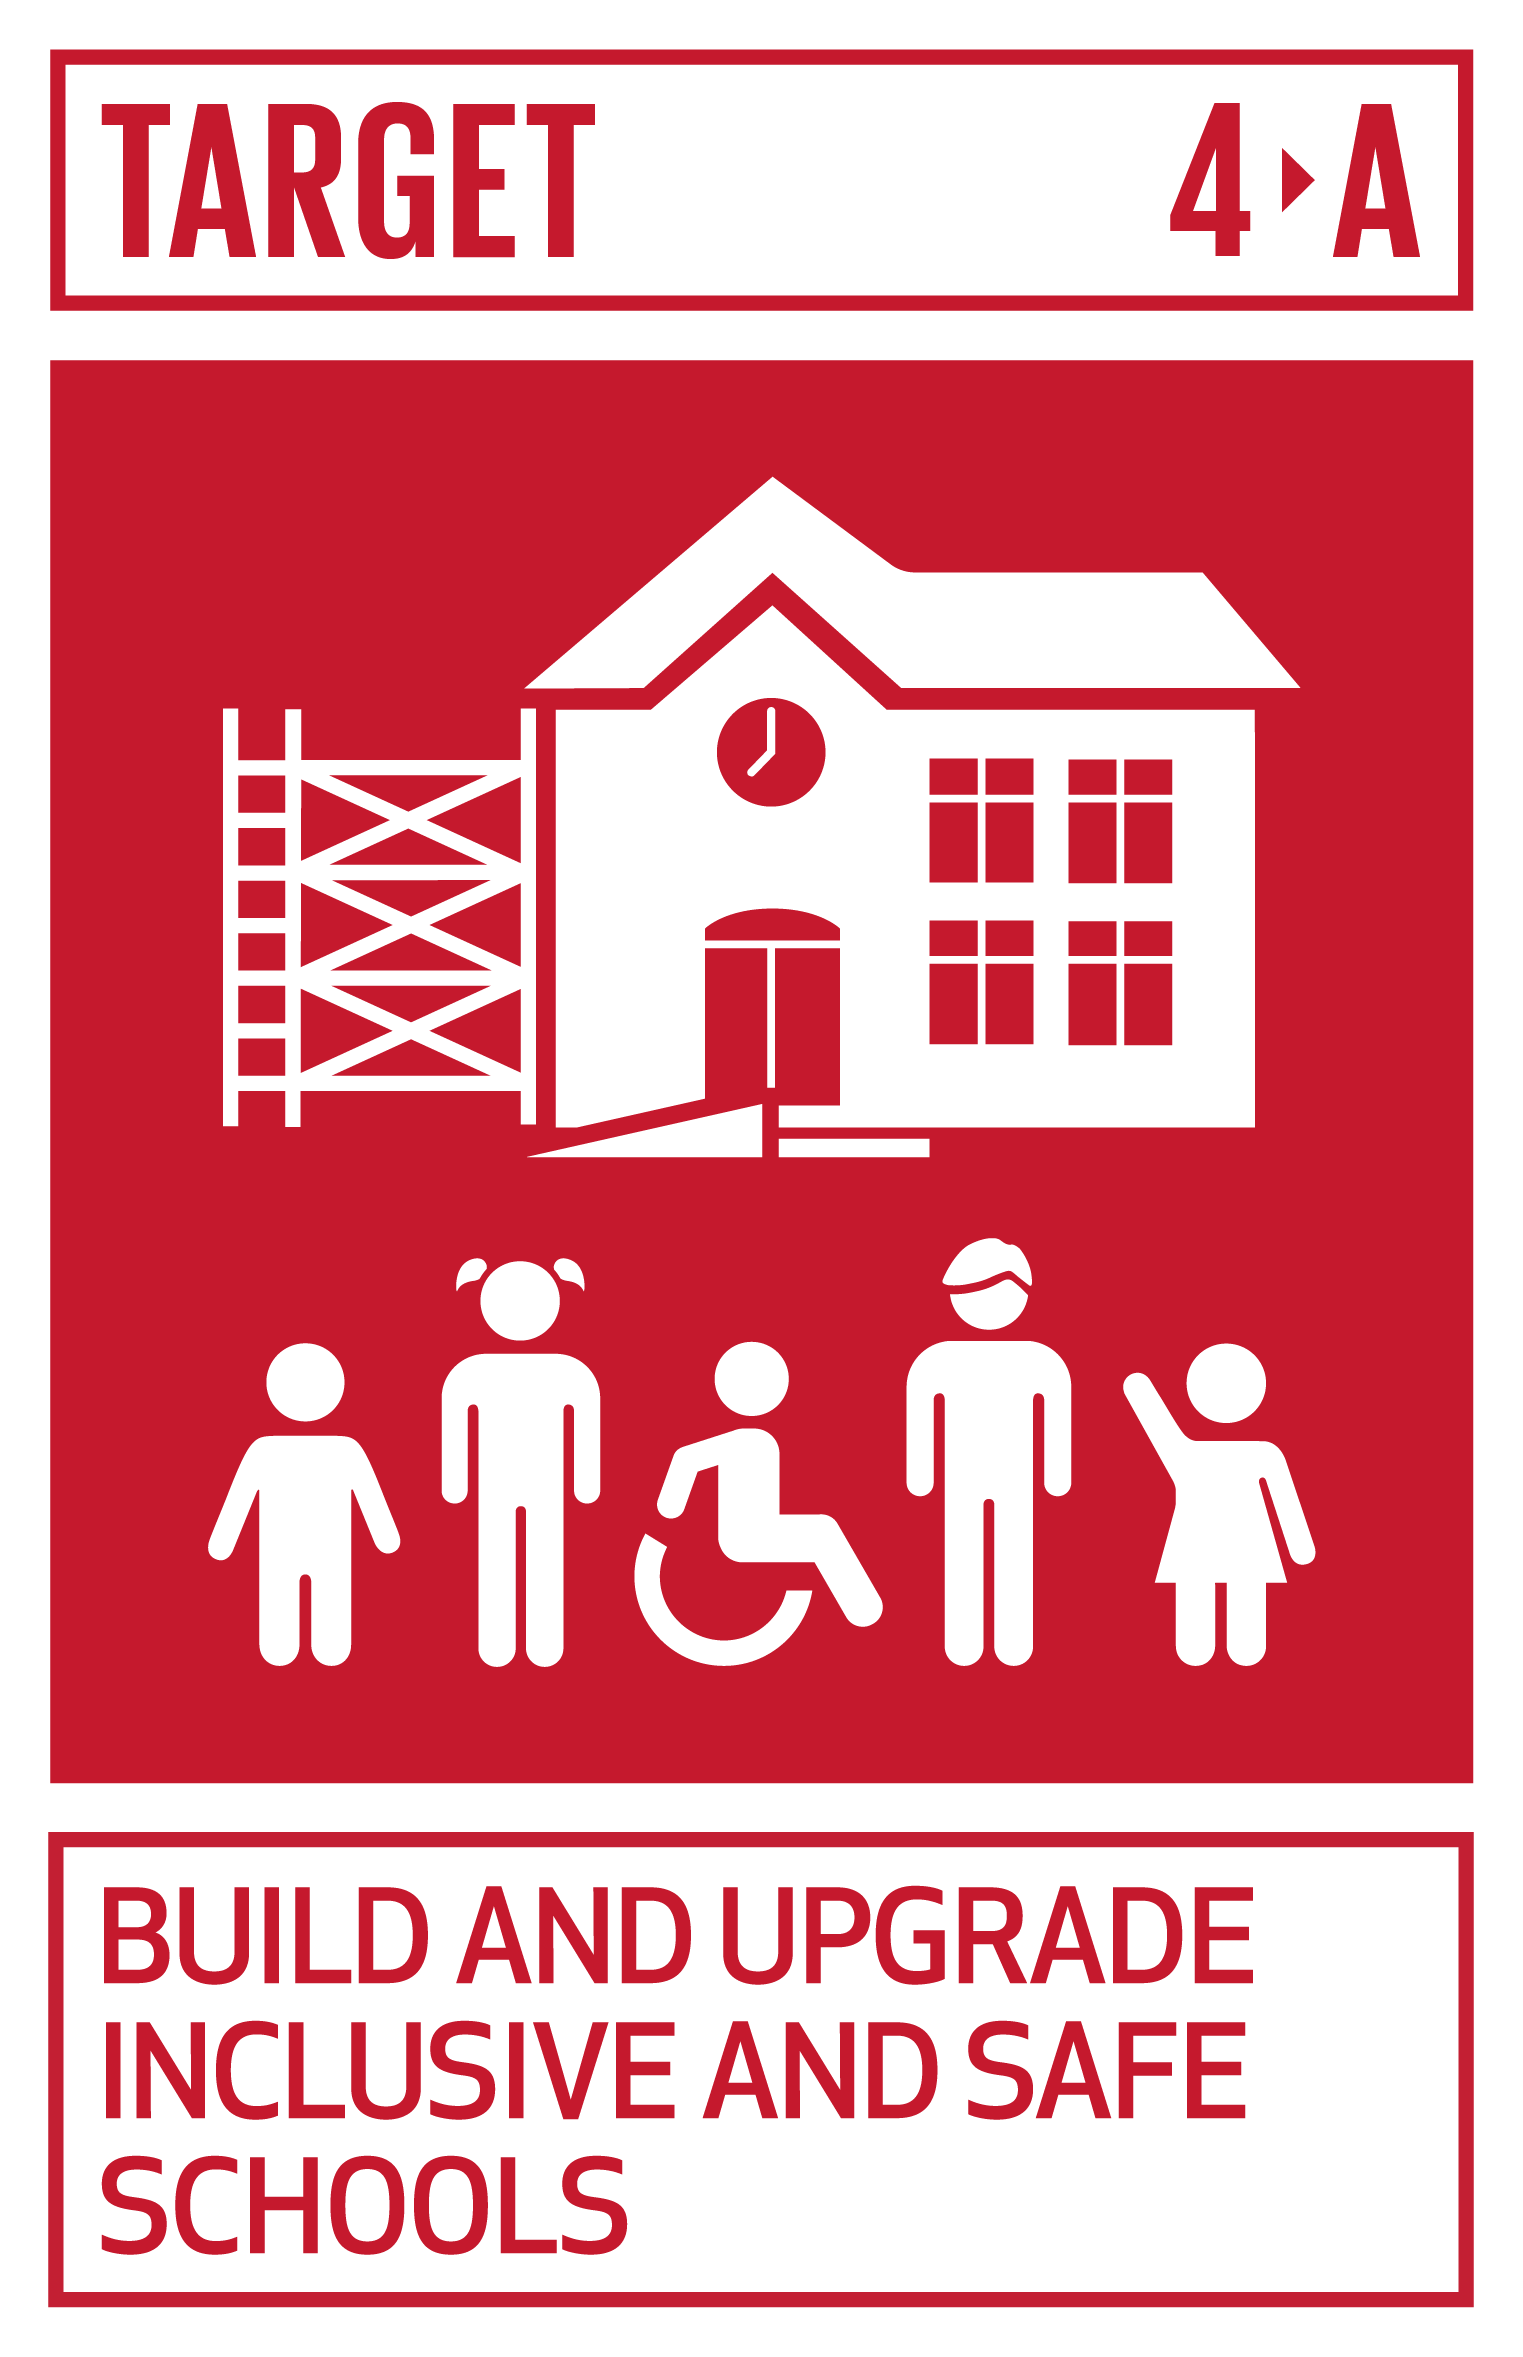 TARGET 4▸A
BUILD AND UPGRADE
INCLUSIVE AND SAFE
SCHOOLS